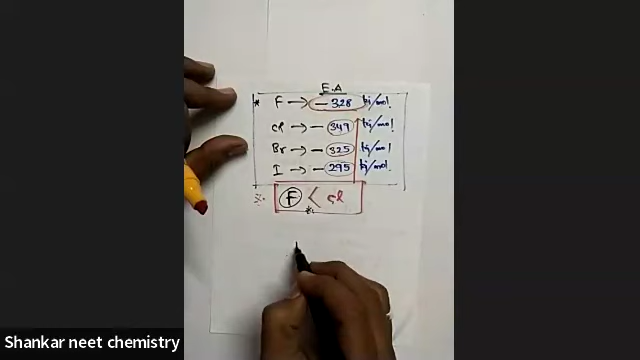 E.A
* F → - 328 kj/mol.
cl → - 349 kj/mol.
Br → - 325 kj/mol.
I → - 295 kj/mol.
F < cl
Shankar neet chemistry